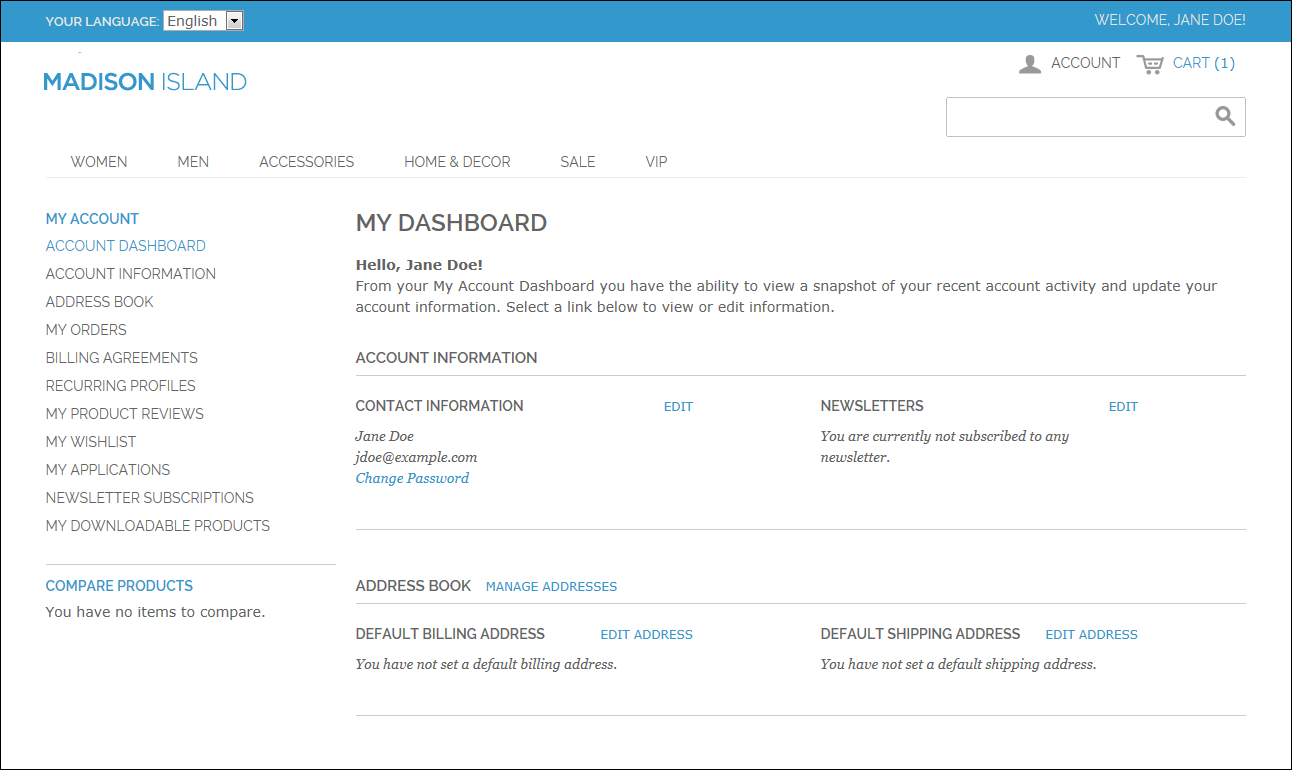 YOUR LANGUAGE: English
WELCOME, JANE DOE!
MADISON ISLAND
ACCOUNT
CART (1)
WOMEN MEN ACCESSORIES HOME & DECOR SALE VIP
MY ACCOUNT
ACCOUNT DASHBOARD
ACCOUNT INFORMATION
ADDRESS BOOK
MY ORDERS
BILLING AGREEMENTS
RECURRING PROFILES
MY PRODUCT REVIEWS
MY WISHLIST
MY APPLICATIONS
NEWSLETTER SUBSCRIPTIONS
MY DOWNLOADABLE PRODUCTS
COMPARE PRODUCTS
You have no items to compare.
MY DASHBOARD
Hello, Jane Doe!
From your My Account Dashboard you have the ability to view a snapshot of your recent account activity and update your
account information. Select a link below to view or edit information.
ACCOUNT INFORMATION
CONTACT INFORMATION EDIT
Jane Doe
jdoe@example.com
Change Password
NEWSLETTERS EDIT
You are currently not subscribed to any
newsletter.
ADDRESS BOOK MANAGE ADDRESSES
DEFAULT BILLING ADDRESS EDIT ADDRESS
You have not set a default billing address.
DEFAULT SHIPPING ADDRESS EDIT ADDRESS
You have not set a default shipping address.